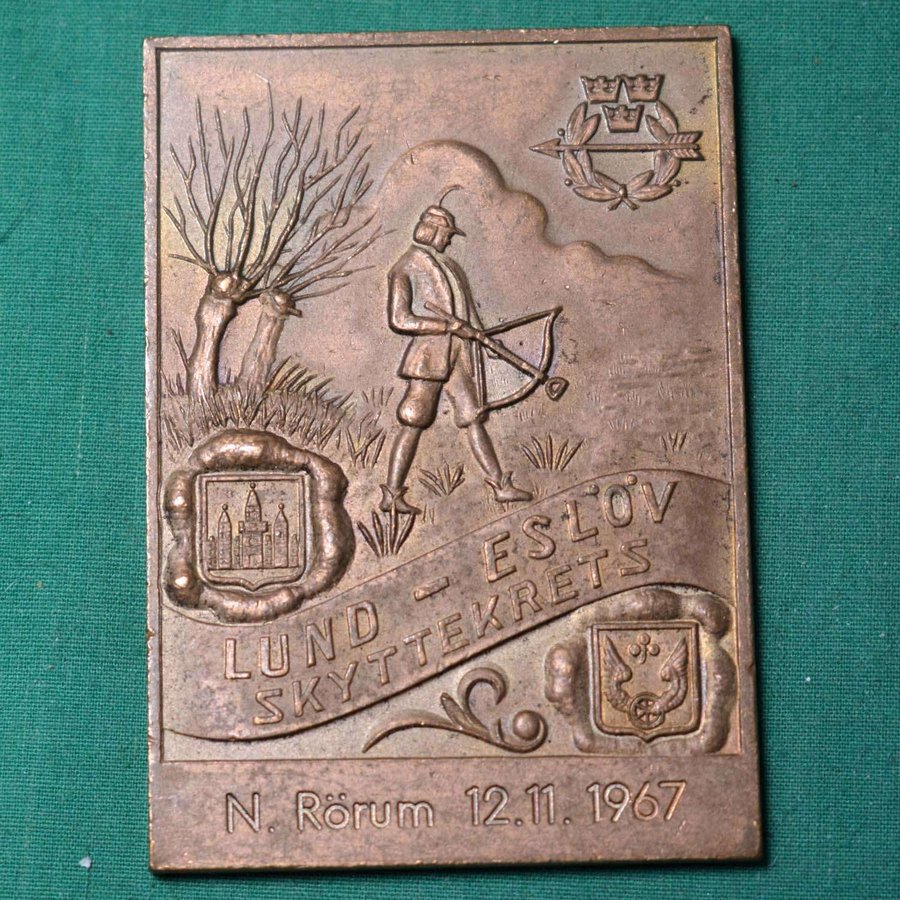 LUND - ESLÖV
SKYTTEKRETS
N. Rörum 12.11. 1967